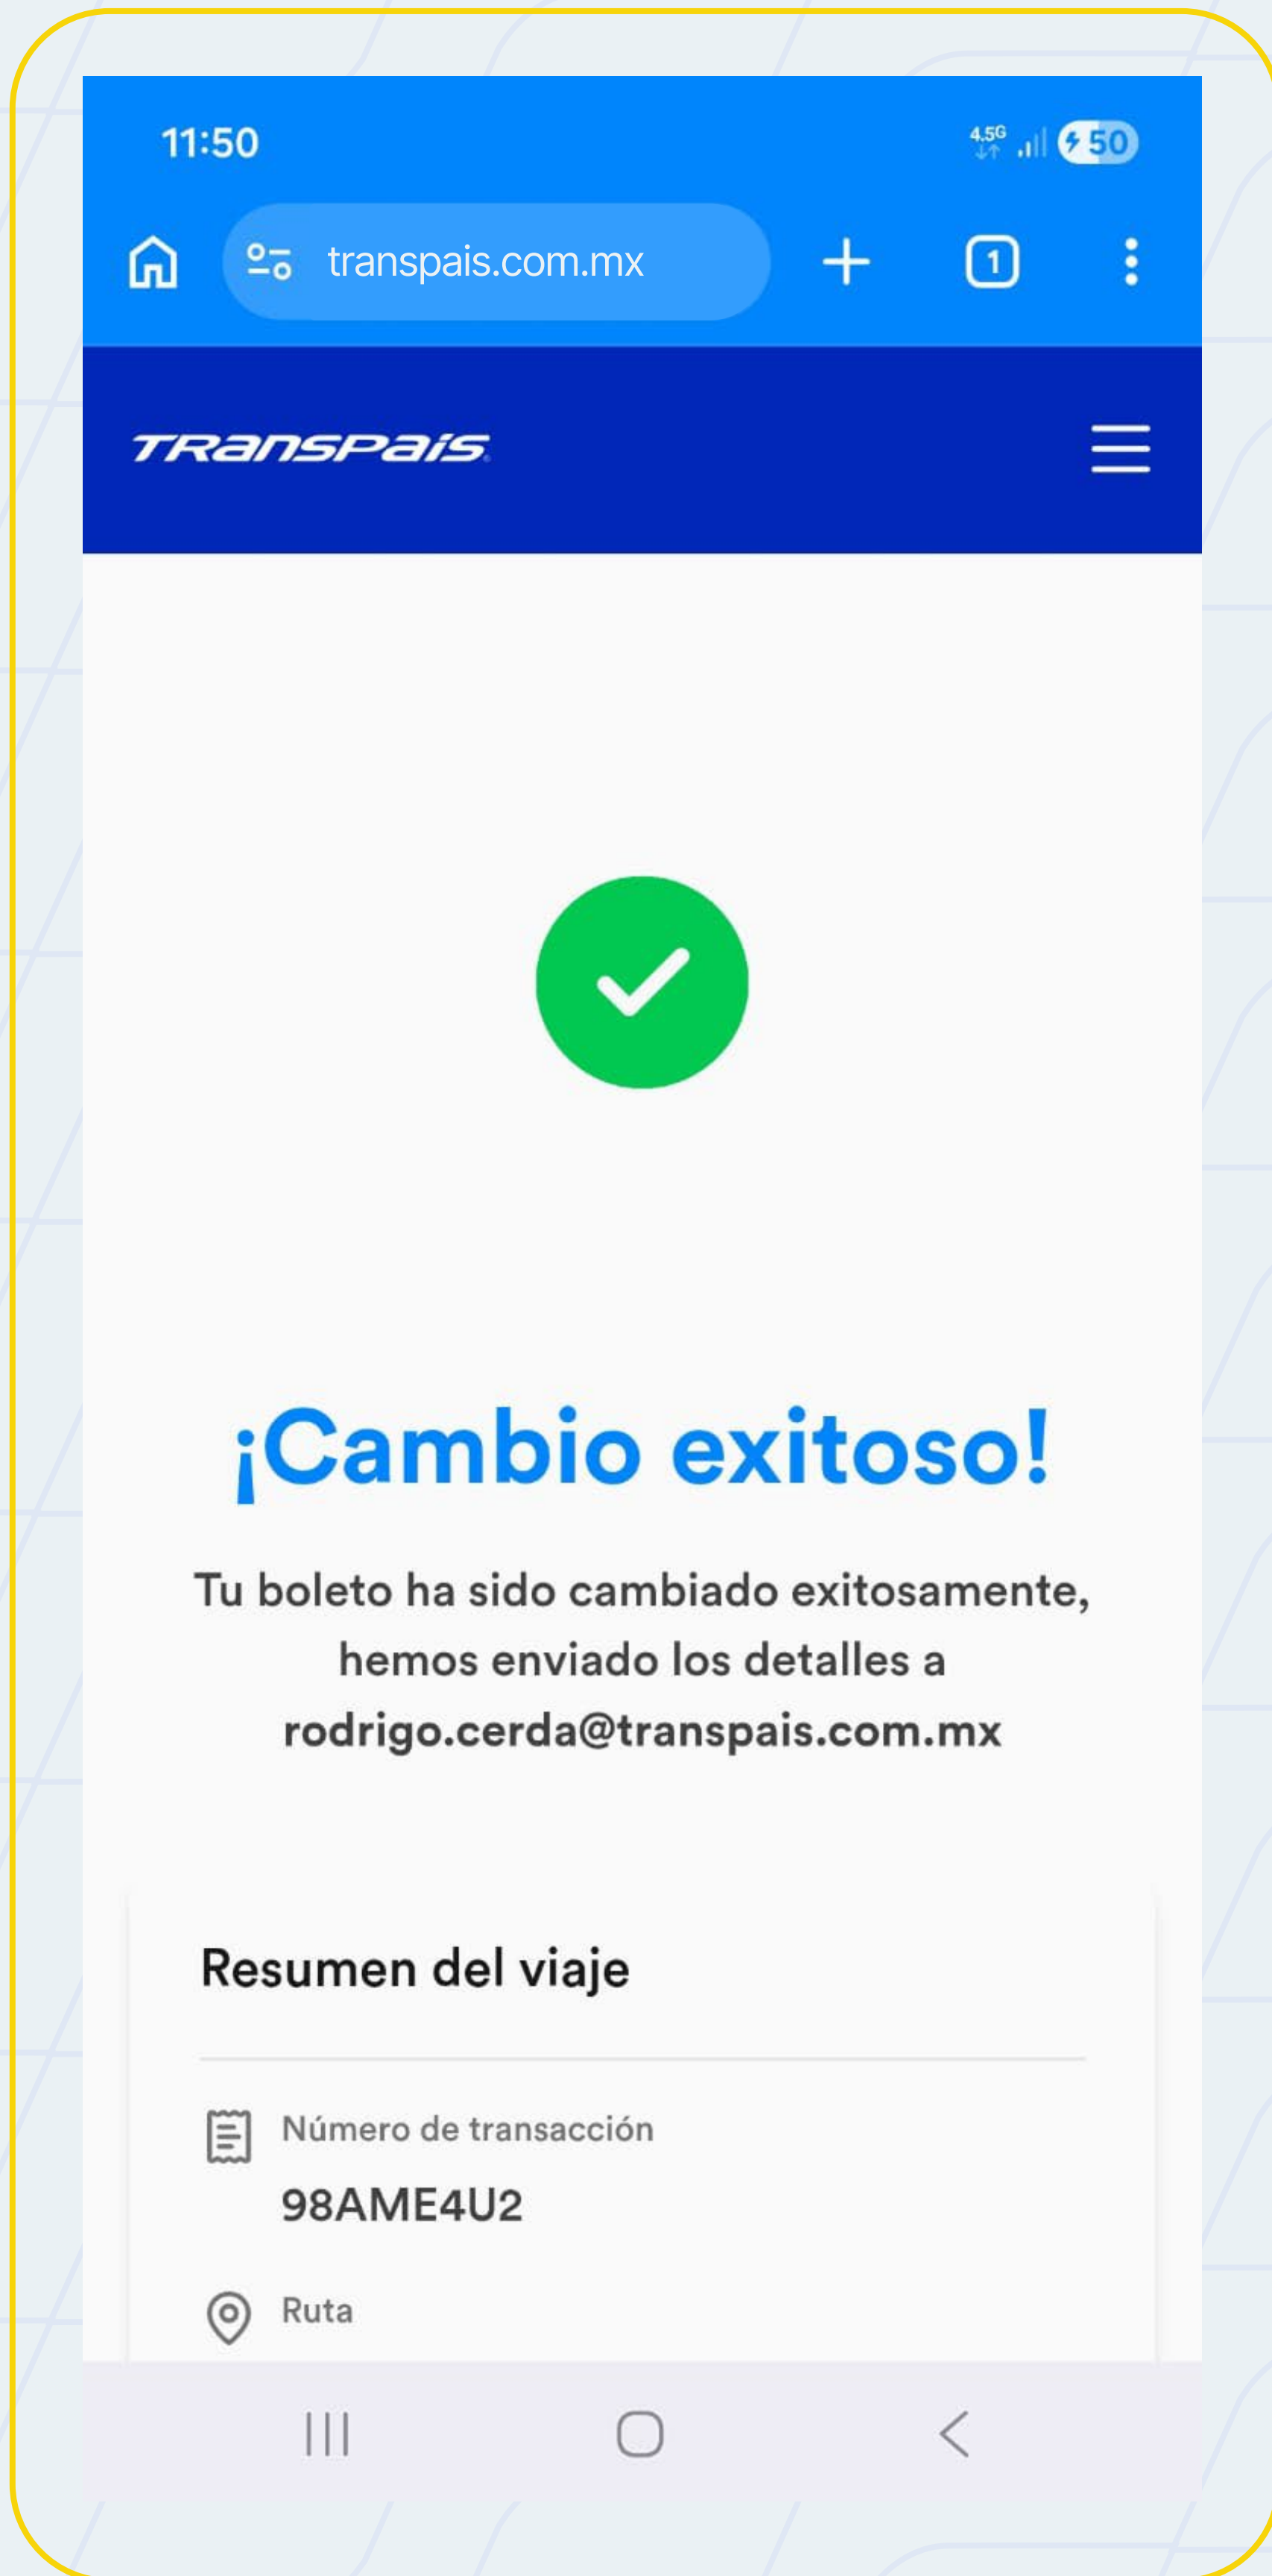 11:50
4.5G
50
transpais.com.mx
1
TRANSPAíS
¡Cambio exitoso!
Tu boleto ha sido cambiado exitosamente,
hemos enviado los detalles a
rodrigo.cerda@transpais.com.mx
Resumen del viaje
Número de transacción
98AME4U2
Ruta